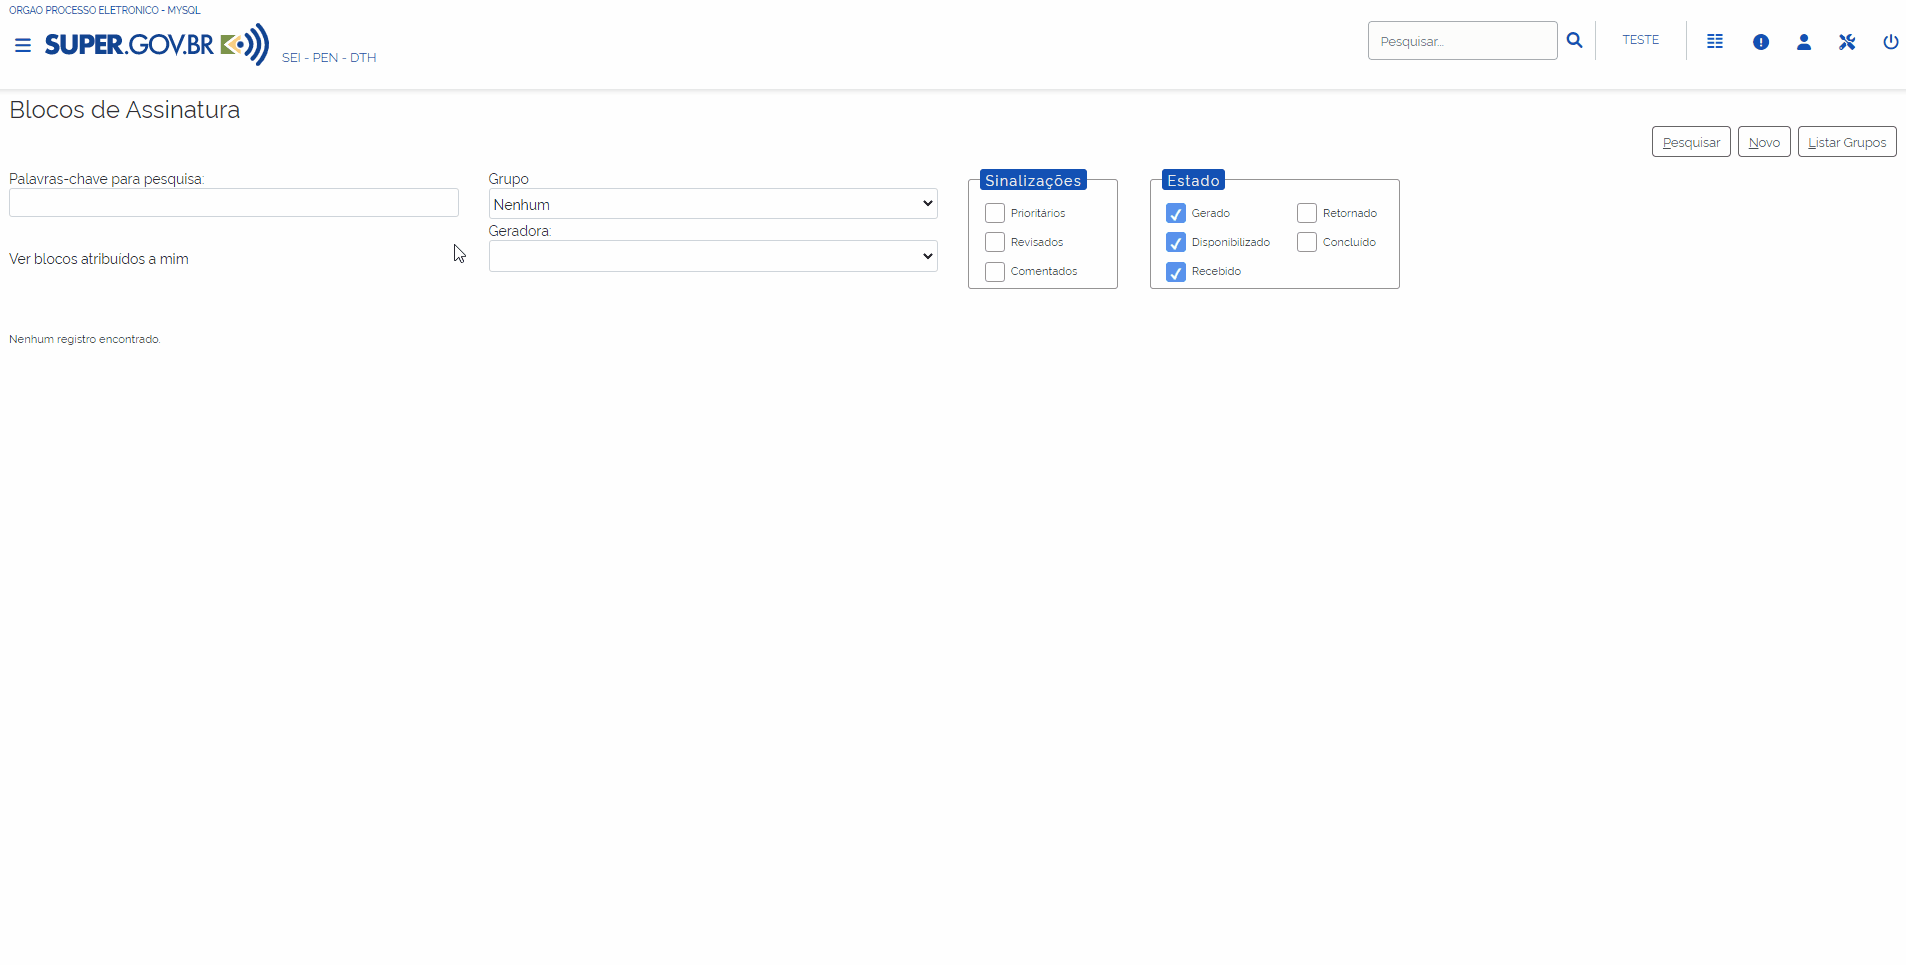 ORGAO PROCESSO ELETRONICO - MYSQL
SUPER.GOV.BR
SEI - PEN - DTH
Pesquisar...
TESTE
Blocos de Assinatura
Pesquisar
Novo
Listar Grupos
Palavras-chave para pesquisa:
Grupo
Nenhum
Geradora:
Ver blocos atribuídos a mim
Sinalizações
Prioritários
Revisados
Comentados
Estado
Gerado
Retornado
Disponibilizado
Concluído
Recebido
Nenhum registro encontrado.